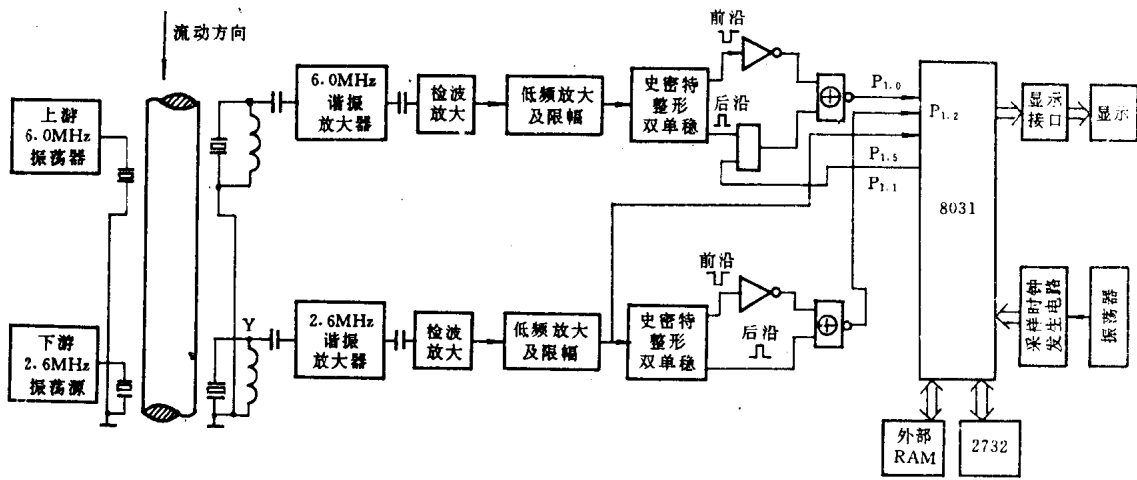 流动方向
上游
6.0MHz
振荡器
6.0MHz
谐振
放大器
检波
放大
低频放大
及限幅
史密特
整形
双单稳
前沿
后沿
P1.0
P1.2
P1.5
P1.1
8031
显示
接口
显示
下游
2.6MHz
振荡源
Y
2.6MHz
谐振
放大器
检波
放大
低频放大
及限幅
史密特
整形
双单稳
前沿
后沿
采样时钟
发生电路
振荡器
外部
RAM
2732